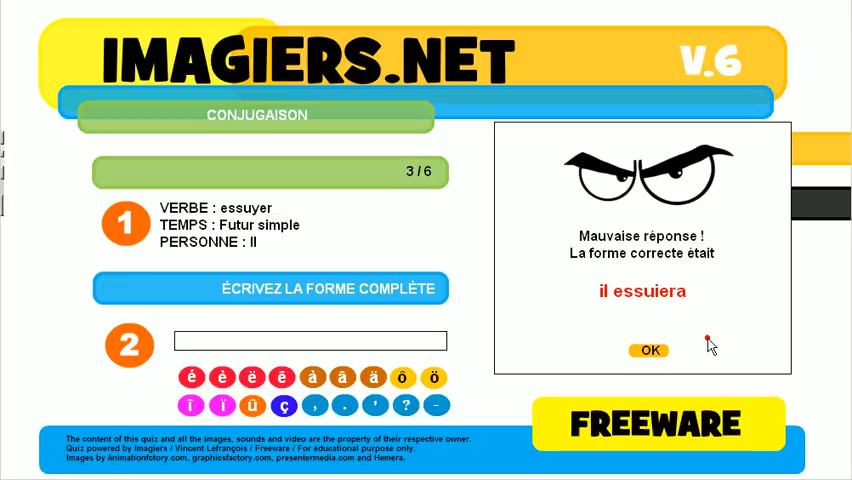 IMAGIERS.NET
V.6
CONJUGAISON
3 / 6
1
VERBE : essuyer
TEMPS : Futur simple
PERSONNE : Il
ÉCRIVEZ LA FORME COMPLÈTE
2
é è ë ê à â ä ô ö
î ï û ç , . ' ? -
Mauvaise réponse !
La forme correcte était
il essuiera
OK
FREEWARE
The content of this quiz and all the images, sounds and video are the property of their respective owner.
Quiz powered by Imagiers / Vincent Lefrançois / Freeware / For educational purpose only.
Images by Animationfctory.com, graphicsfactory.com, presentermedia.com and Hemera.